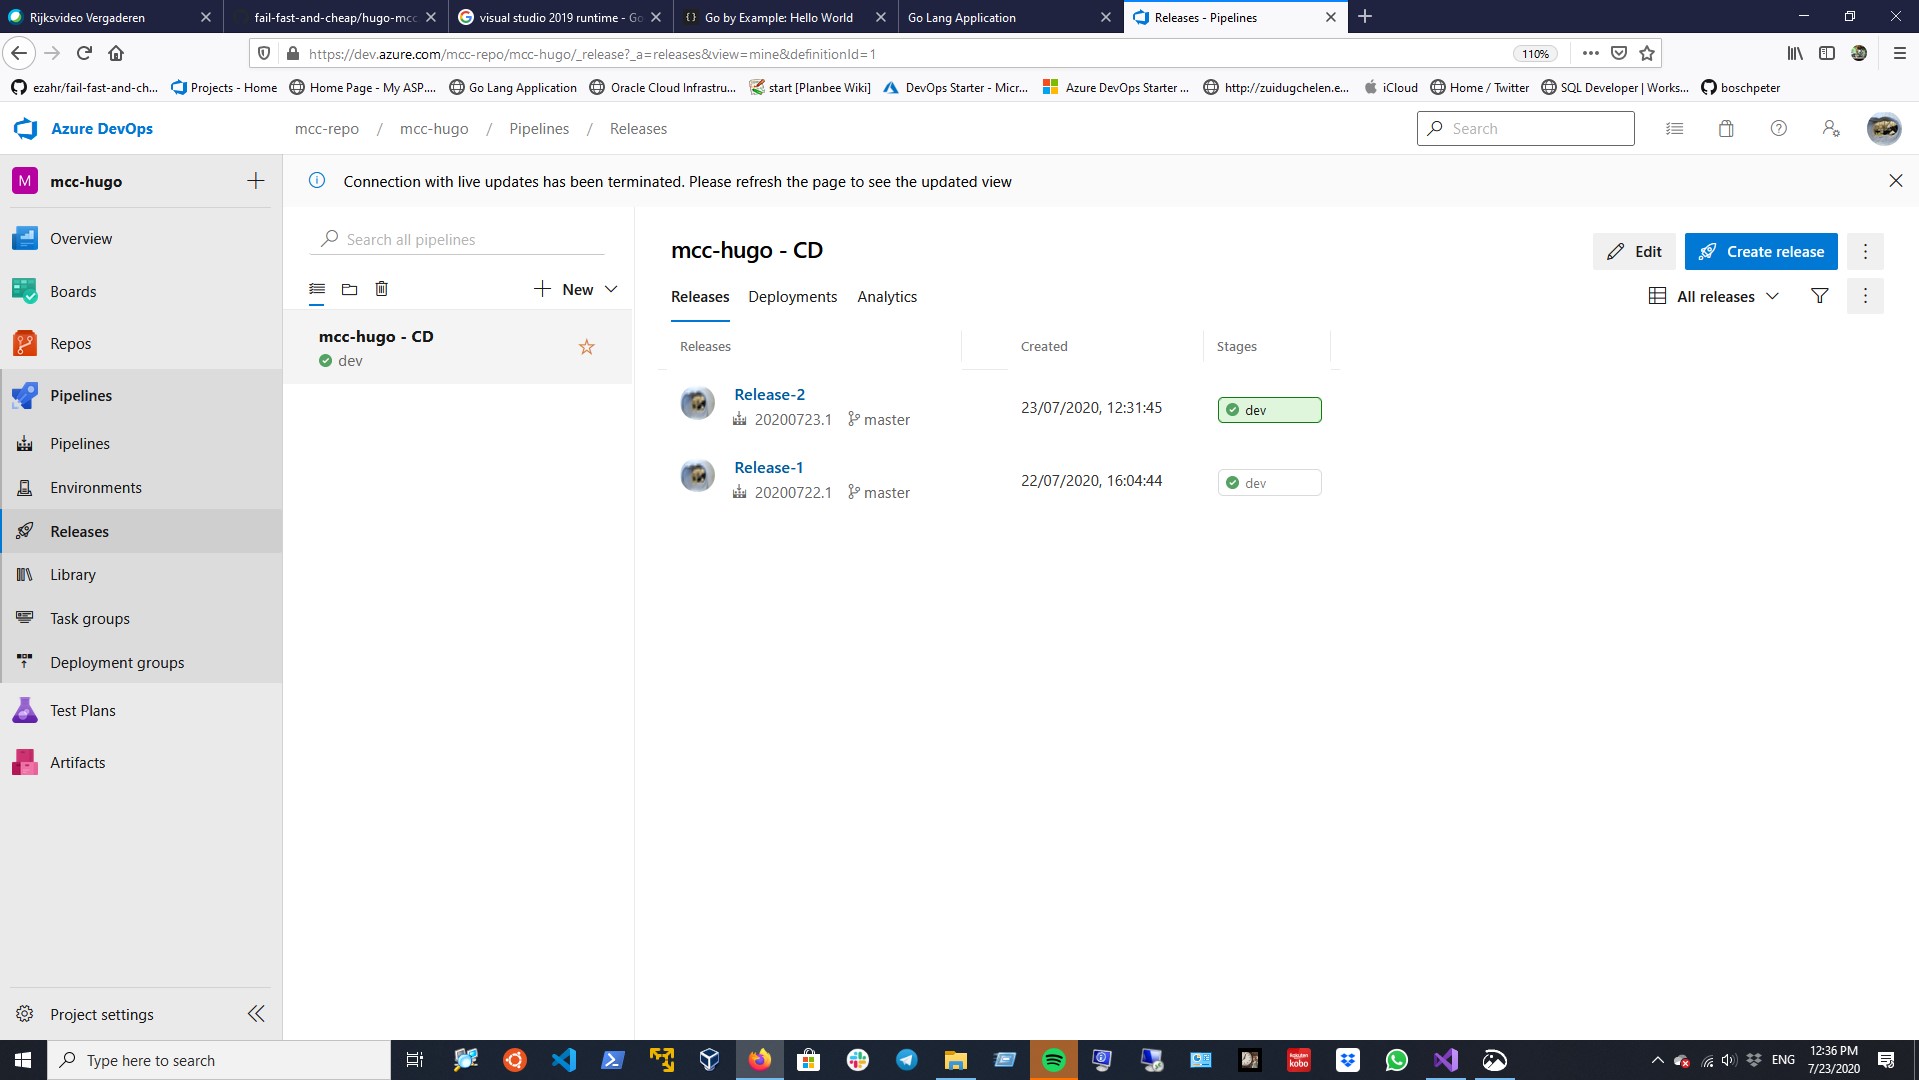 Rijksvideo Vergaderen
fail-fast-and-cheap/hugo-mcc
visual studio 2019 runtime - Go
Go by Example: Hello World
Go Lang Application
Releases - Pipelines
https://dev.azure.com/mcc-repo/mcc-hugo/_release?_a=releases&view=mine&definitionId=1
110%
ezahr/fail-fast-and-ch...
Projects - Home
Home Page - My ASP....
Go Lang Application
Oracle Cloud Infrastru...
start [Planbee Wiki]
DevOps Starter - Micr...
Azure DevOps Starter ...
http://zuidugchelen.e...
iCloud
Home / Twitter
SQL Developer | Works...
boschpeter
Azure DevOps
mcc-repo / mcc-hugo / Pipelines / Releases
Search
M mcc-hugo
Connection with live updates has been terminated. Please refresh the page to see the updated view
Overview
Boards
Repos
Pipelines
Pipelines
Environments
Releases
Library
Task groups
Deployment groups
Test Plans
Artifacts
Project settings
Search all pipelines
New
mcc-hugo - CD
dev
mcc-hugo - CD
Edit
Create release
Releases Deployments Analytics
All releases
Releases Created Stages
Release-2
20200723.1 master
23/07/2020, 12:31:45
dev
Release-1
20200722.1 master
22/07/2020, 16:04:44
dev
Type here to search
ENG
12:36 PM
7/23/2020